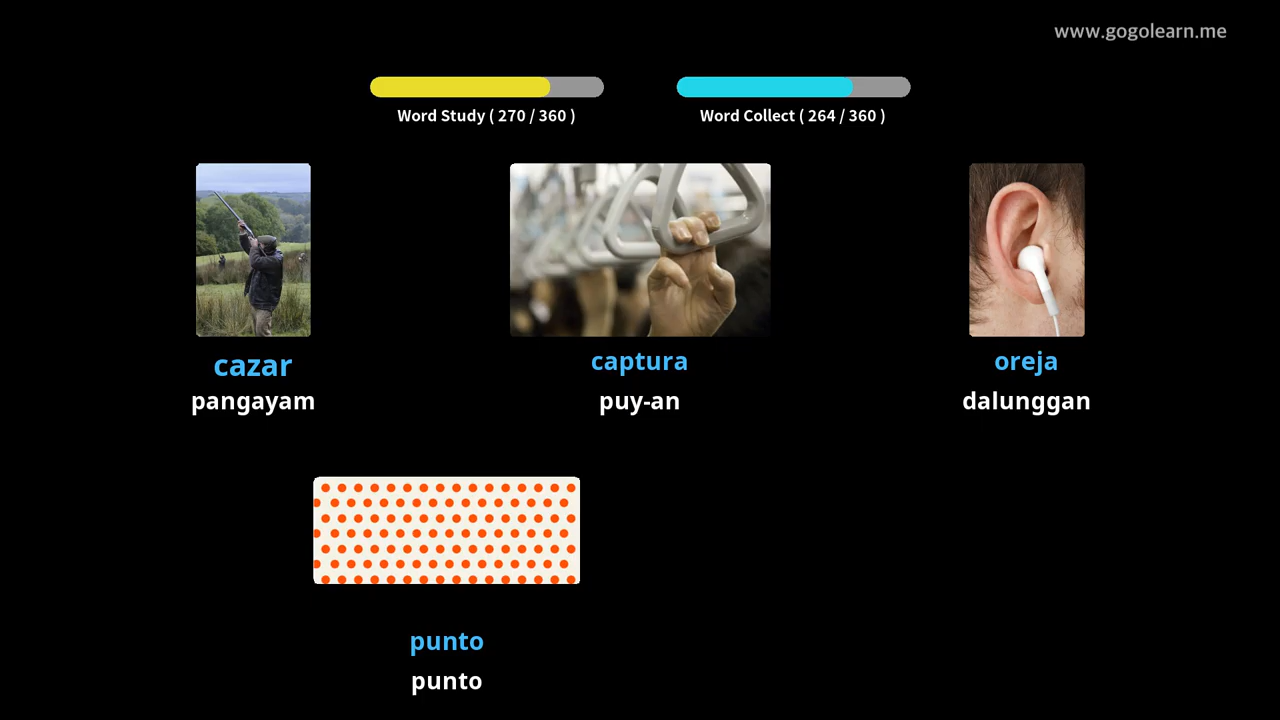 www.gogolearn.me
Word Study ( 270 / 360 )
Word Collect ( 264 / 360 )
cazar
pangayam
captura
puy-an
oreja
dalunggan
punto
punto